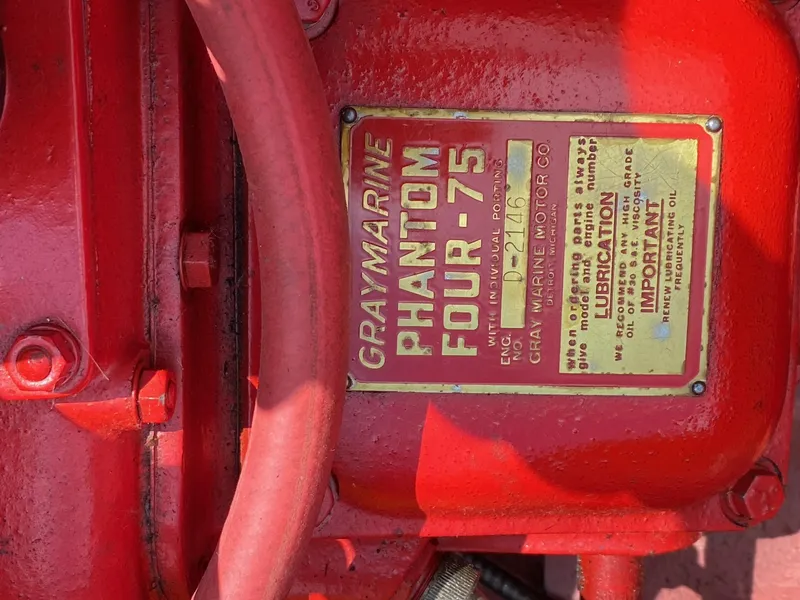 GRAYMARINE
PHANTOM
FOUR-75
WITH INDIVIDUAL PORTING
ENG. NO. D-2146
GRAY MARINE MOTOR CO.
DETROIT, MICHIGAN
When ordering parts always
give model and engine number
LUBRICATION
WE RECOMMEND ANY HIGH GRADE
OIL OF #30 S.A.E. VISCOSITY
IMPORTANT
RENEW LUBRICATING OIL
FREQUENTLY